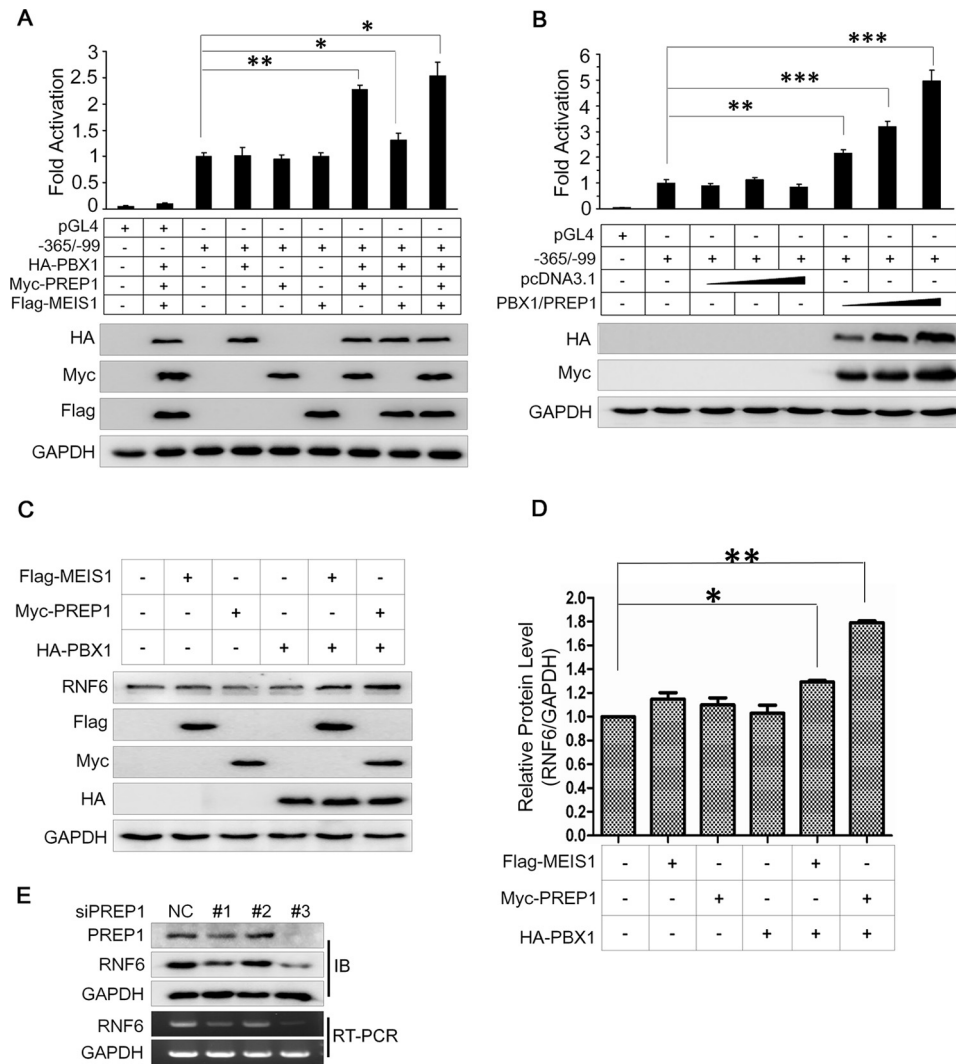 A
*
*
**
3
2.5
2
1.5
1
0.5
0
Fold Activation
pGL4 + + - - - - - - -
-365/-99 - - + + + + + + +
HA-PBX1 - + - + - - + + +
Myc-PREP1 - + - - + - + - +
Flag-MEIS1 - + - - - + - + +
HA
Myc
Flag
GAPDH
B
***
***
**
6
5
4
3
2
1
0
Fold Activation
pGL4 + - - - - - - -
-365/-99 - + + + + + + +
pcDNA3.1 - - - - -
PBX1/PREP1 - - - - -
HA
Myc
GAPDH
C
Flag-MEIS1 - + - - + -
Myc-PREP1 - - + - - +
HA-PBX1 - - - + + +
RNF6
Flag
Myc
HA
GAPDH
D
**
*
2.0
1.8
1.6
1.4
1.2
1.0
0.8
0.6
0.4
0.2
0.0
Relative Protein Level
(RNF6/GAPDH)
Flag-MEIS1 - + - - + -
Myc-PREP1 - - + - - +
HA-PBX1 - - - + + +
E
siPREP1 NC #1 #2 #3
PREP1
RNF6
GAPDH
IB
RNF6
GAPDH
RT-PCR